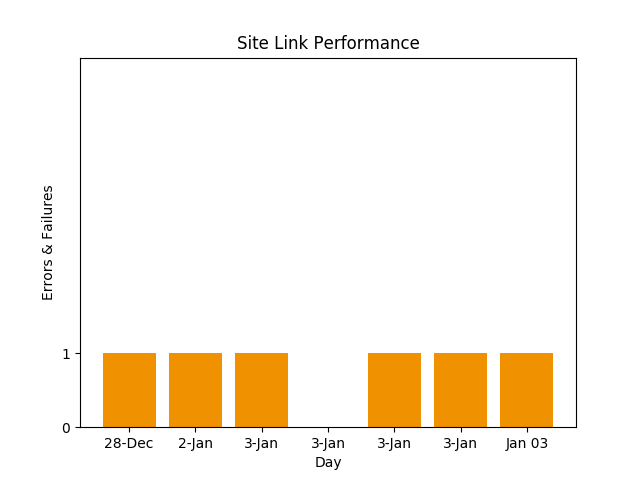 Site Link Performance
Errors & Failures
1
0
28-Dec 2-Jan 3-Jan 3-Jan 3-Jan 3-Jan Jan 03
Day